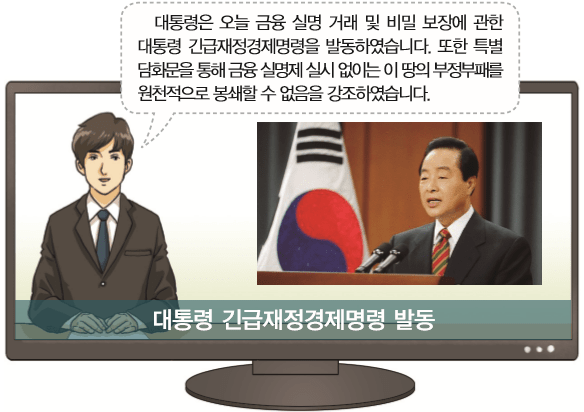 대통령은 오늘 금융 실명 거래 및 비밀 보장에 관한
대통령 긴급재정경제명령을 발동하였습니다. 또한 특별
담화문을 통해 금융 실명제 실시 없이는 이 땅의 부정부패를
원천적으로 봉쇄할 수 없음을 강조하였습니다.
대통령 긴급재정경제명령 발동